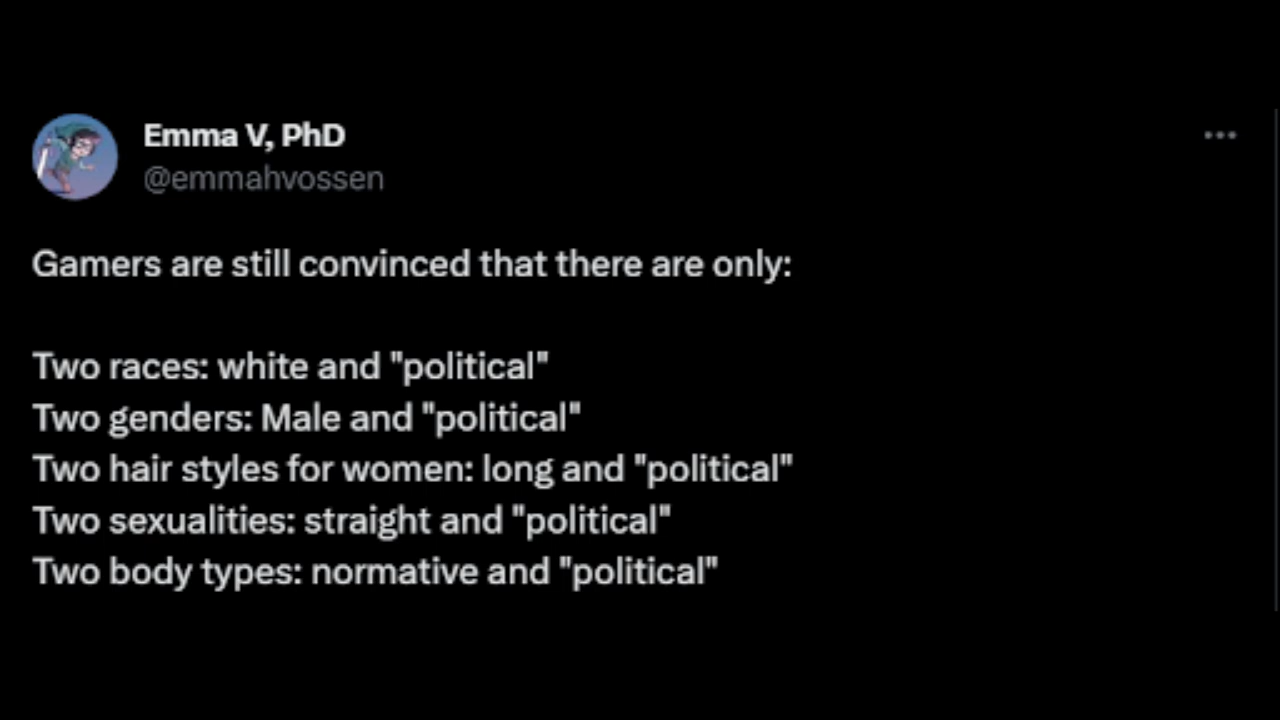 Emma V, PhD
@emmahvossen
Gamers are still convinced that there are only:
Two races: white and "political"
Two genders: Male and "political"
Two hair styles for women: long and "political"
Two sexualities: straight and "political"
Two body types: normative and "political"